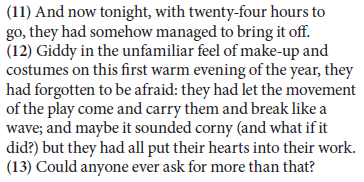 (11) And now tonight, with twenty-four hours to
go, they had somehow managed to bring it off.
(12) Giddy in the unfamiliar feel of make-up and
costumes on this first warm evening of the year, they
had forgotten to be afraid: they had let the movement
of the play come and carry them and break like a
wave; and maybe it sounded corny (and what if it
did?) but they had all put their hearts into their work.
(13) Could anyone ever ask for more than that?